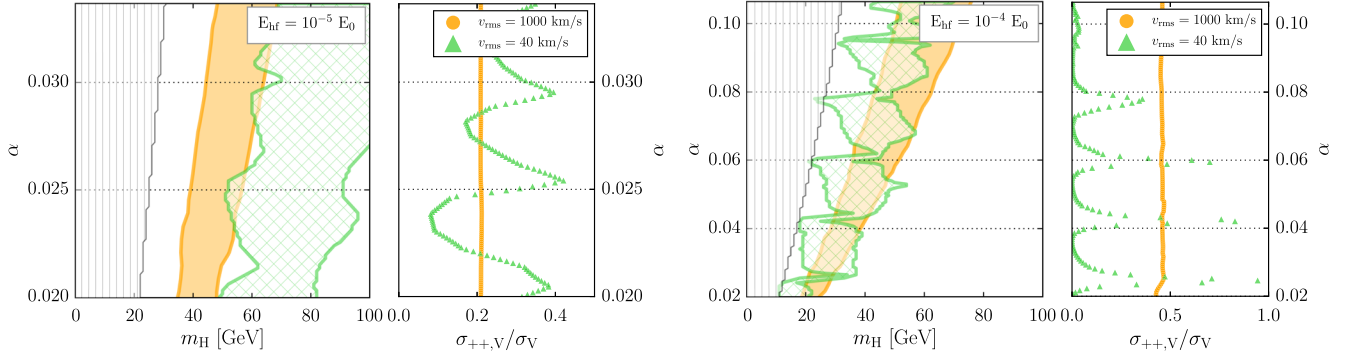 E_hf = 10^-5 E_0
α
0.030
0.025
0.020
0 20 40 60 80 100
m_H [GeV]
v_rms = 1000 km/s
v_rms = 40 km/s
0.030
0.025
0.020
α
0.2 0.4
σ_++,V/σ_V
E_hf = 10^-4 E_0
α
0.10
0.08
0.06
0.04
0.02
0 20 40 60 80 100
m_H [GeV]
v_rms = 1000 km/s
v_rms = 40 km/s
0.10
0.08
0.06
0.04
0.02
α
0.0 0.5 1.0
σ_++,V/σ_V